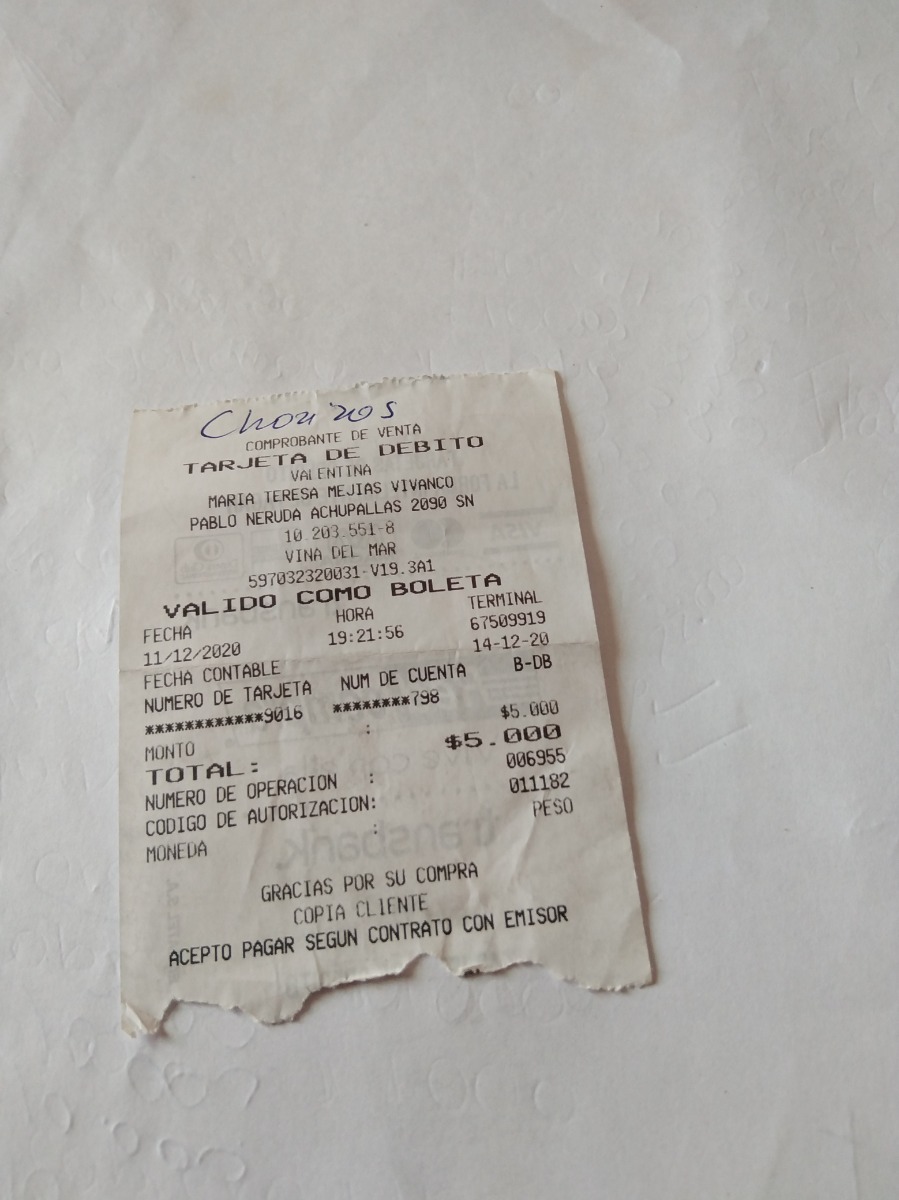 Chorizos
COMPROBANTE DE VENTA
TARJETA DE DEBITO
VALENTINA
MARIA TERESA MEJIAS VIVANCO
PABLO NERUDA ACHUPALLAS 2090 SN
10.203.551-8
VINA DEL MAR
597032320031-V19.3A1
VALIDO COMO BOLETA
FECHA HORA TERMINAL
11/12/2020 19:21:56 67509919
FECHA CONTABLE 14-12-20
NUMERO DE TARJETA NUM DE CUENTA B-DB
************9016 ********798
MONTO : $5.000
TOTAL: $5.000
NUMERO DE OPERACION : 006955
CODIGO DE AUTORIZACION: 011182
MONEDA : PESO
GRACIAS POR SU COMPRA
COPIA CLIENTE
ACEPTO PAGAR SEGUN CONTRATO CON EMISOR